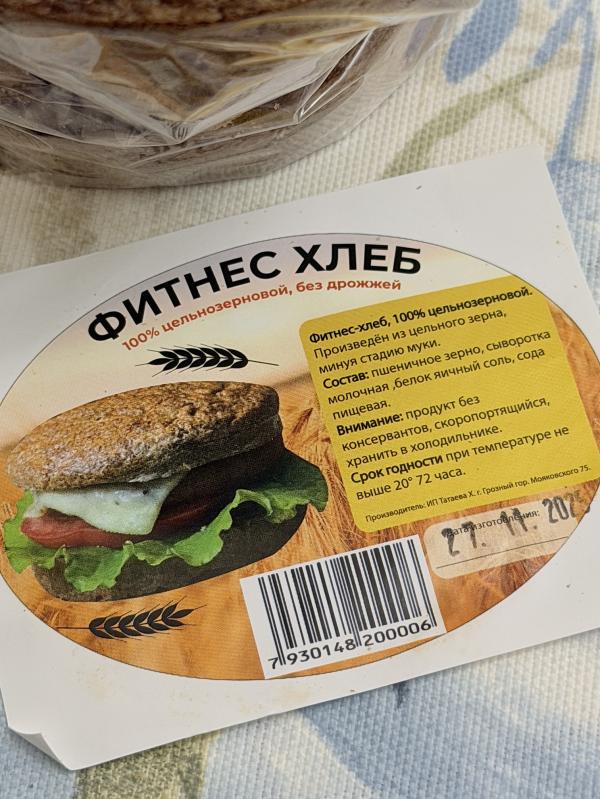 ФИТНЕС ХЛЕБ
100% цельнозерновой, без дрожжей
Фитнес-хлеб, 100% цельнозерновой.
Произведён из цельного зерна,
минуя стадию муки.
Состав: пшеничное зерно, сыворотка
молочная ,белок яичный соль, сода
пищевая.
Внимание: продукт без
консервантов, скоропортящийся,
хранить в холодильнике.
Срок годности при температуре не
выше 20° 72 часа.
Производитель: ИП Татаева Х. г. Грозный гор. Мояковского 75.
Дата изготовления:
27. 11. 2025
7 930148 200006